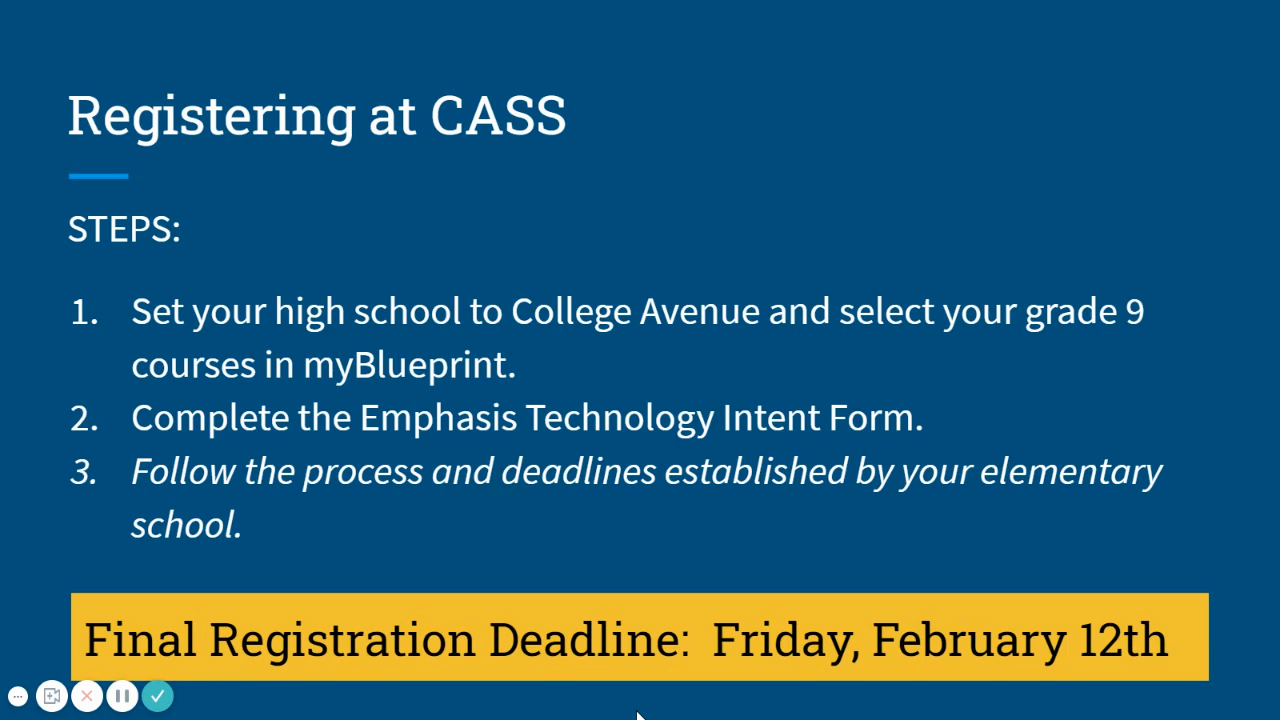 Registering at CASS
STEPS:
1. Set your high school to College Avenue and select your grade 9
courses in myBlueprint.
2. Complete the Emphasis Technology Intent Form.
3. Follow the process and deadlines established by your elementary
school.
Final Registration Deadline: Friday, February 12th